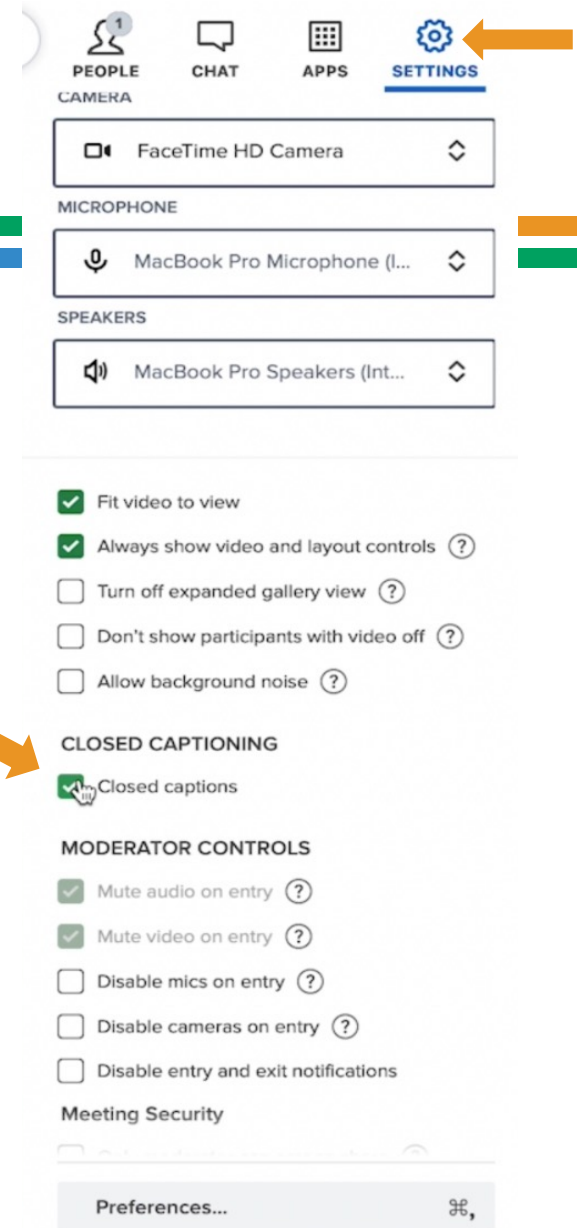 1
PEOPLE CHAT APPS SETTINGS
CAMERA
FaceTime HD Camera
MICROPHONE
MacBook Pro Microphone (I...
SPEAKERS
MacBook Pro Speakers (Int...
Fit video to view
Always show video and layout controls ?
Turn off expanded gallery view ?
Don't show participants with video off ?
Allow background noise ?
CLOSED CAPTIONING
Closed captions
MODERATOR CONTROLS
Mute audio on entry ?
Mute video on entry ?
Disable mics on entry ?
Disable cameras on entry ?
Disable entry and exit notifications
Meeting Security
Preferences... ⌘,